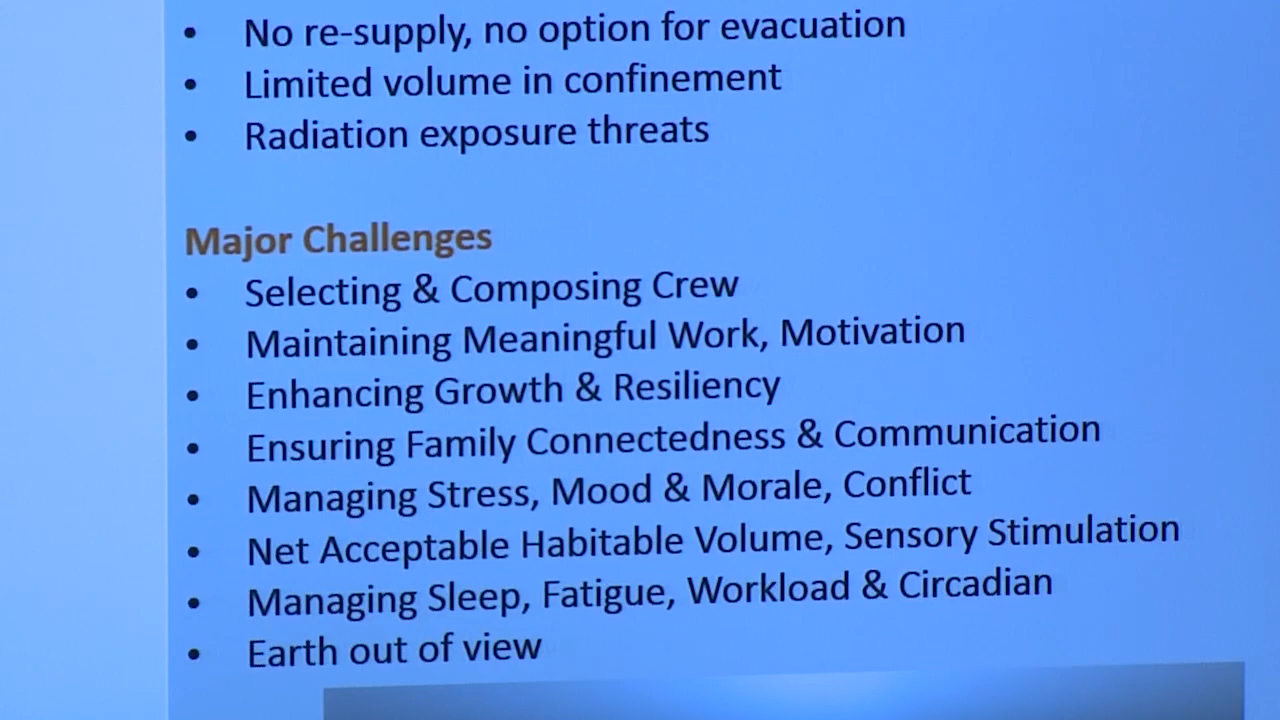 • No re-supply, no option for evacuation
• Limited volume in confinement
• Radiation exposure threats
Major Challenges
• Selecting & Composing Crew
• Maintaining Meaningful Work, Motivation
• Enhancing Growth & Resiliency
• Ensuring Family Connectedness & Communication
• Managing Stress, Mood & Morale, Conflict
• Net Acceptable Habitable Volume, Sensory Stimulation
• Managing Sleep, Fatigue, Workload & Circadian
• Earth out of view